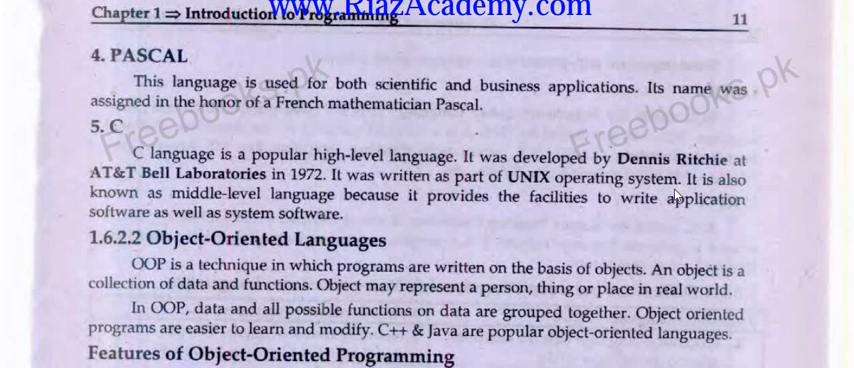 www.RiazAcademy.com
Chapter 1 ⇒ Introduction to Programming 11
4. PASCAL
This language is used for both scientific and business applications. Its name was
assigned in the honor of a French mathematician Pascal.
5. C
C language is a popular high-level language. It was developed by Dennis Ritchie at
AT&T Bell Laboratories in 1972. It was written as part of UNIX operating system. It is also
known as middle-level language because it provides the facilities to write application
software as well as system software.
1.6.2.2 Object-Oriented Languages
OOP is a technique in which programs are written on the basis of objects. An object is a
collection of data and functions. Object may represent a person, thing or place in real world.
In OOP, data and all possible functions on data are grouped together. Object oriented
programs are easier to learn and modify. C++ & Java are popular object-oriented languages.
Features of Object-Oriented Programming
Freebooks.pk
Freebooks.pk